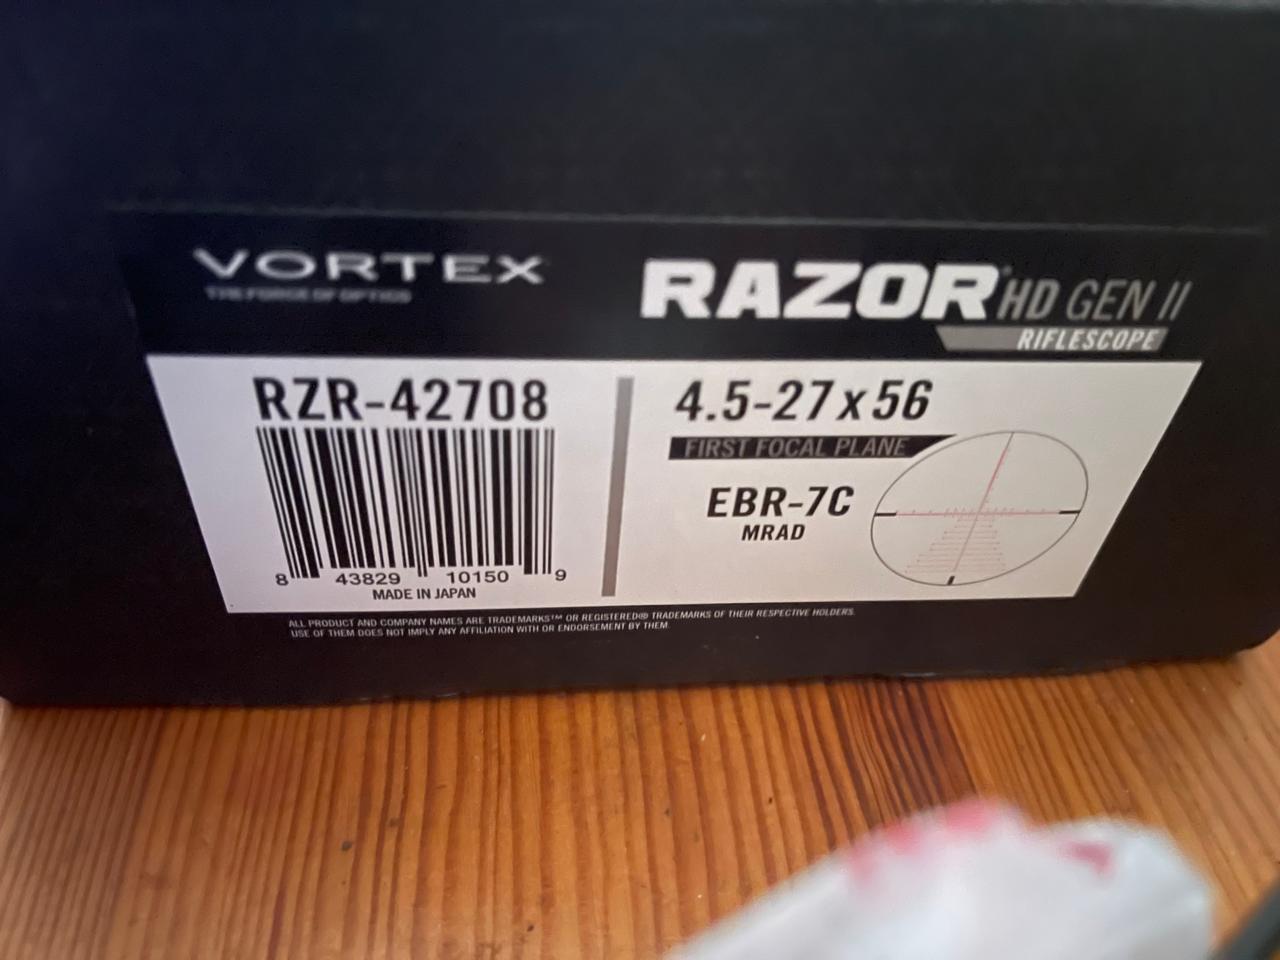 VORTEX
THE FORCE OF OPTICS
RAZOR® HD GEN II
RIFLESCOPE
RZR-42708
8 43829 10150 9
MADE IN JAPAN
4.5-27x56
FIRST FOCAL PLANE
EBR-7C
MRAD
ALL PRODUCT AND COMPANY NAMES ARE TRADEMARKS™ OR REGISTERED® TRADEMARKS OF THEIR RESPECTIVE HOLDERS.
USE OF THEM DOES NOT IMPLY ANY AFFILIATION WITH OR ENDORSEMENT BY THEM.